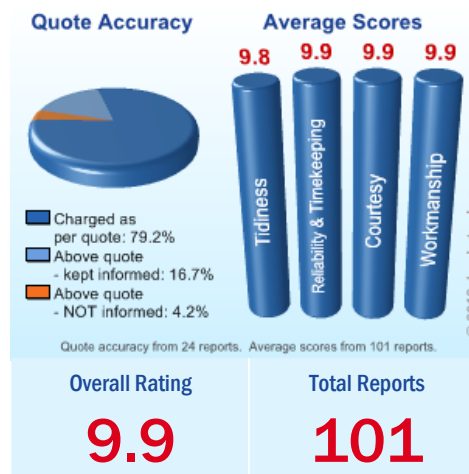 Quote Accuracy
Average Scores
9.8
9.9
9.9
9.9
Tidiness
Reliability & Timekeeping
Courtesy
Workmanship
Charged as
per quote: 79.2%
Above quote
- kept informed: 16.7%
Above quote
- NOT informed: 4.2%
Quote accuracy from 24 reports. Average scores from 101 reports.
Overall Rating
Total Reports
9.9
101